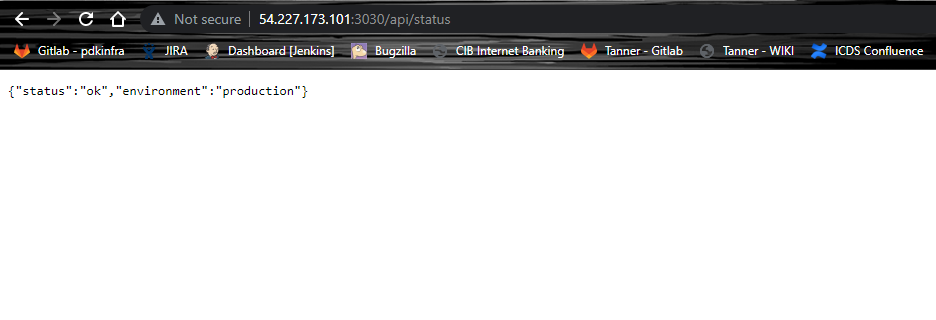 Not secure 54.227.173.101:3030/api/status
Gitlab - pdkinfra JIRA Dashboard [Jenkins] Bugzilla CIB Internet Banking Tanner - Gitlab Tanner - WIKI ICDS Confluence
{"status":"ok","environment":"production"}